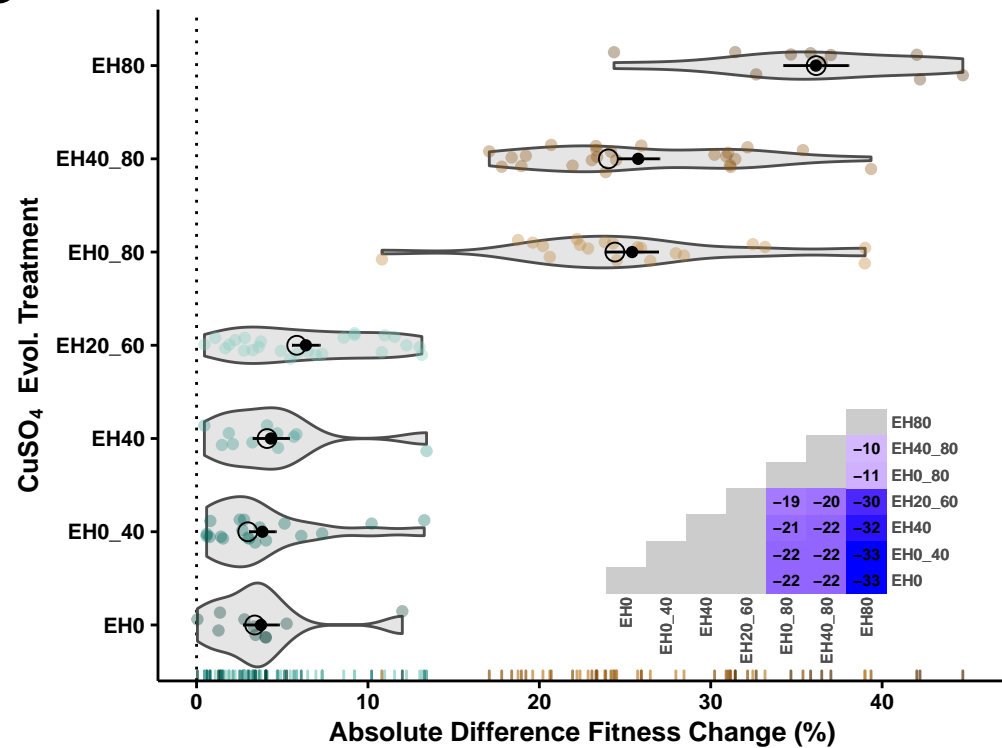 EH80
EH40_80
EH0_80
EH20_60
EH40
EH0_40
EH0
CuSO4 Evol. Treatment
0 10 20 30 40
Absolute Difference Fitness Change (%)
EH80
−10 EH40_80
−11 EH0_80
−19 −20 −30 EH20_60
−21 −22 −32 EH40
−22 −22 −33 EH0_40
−22 −22 −33 EH0
EH0 EH0_40 EH40 EH20_60 EH0_80 EH40_80 EH80